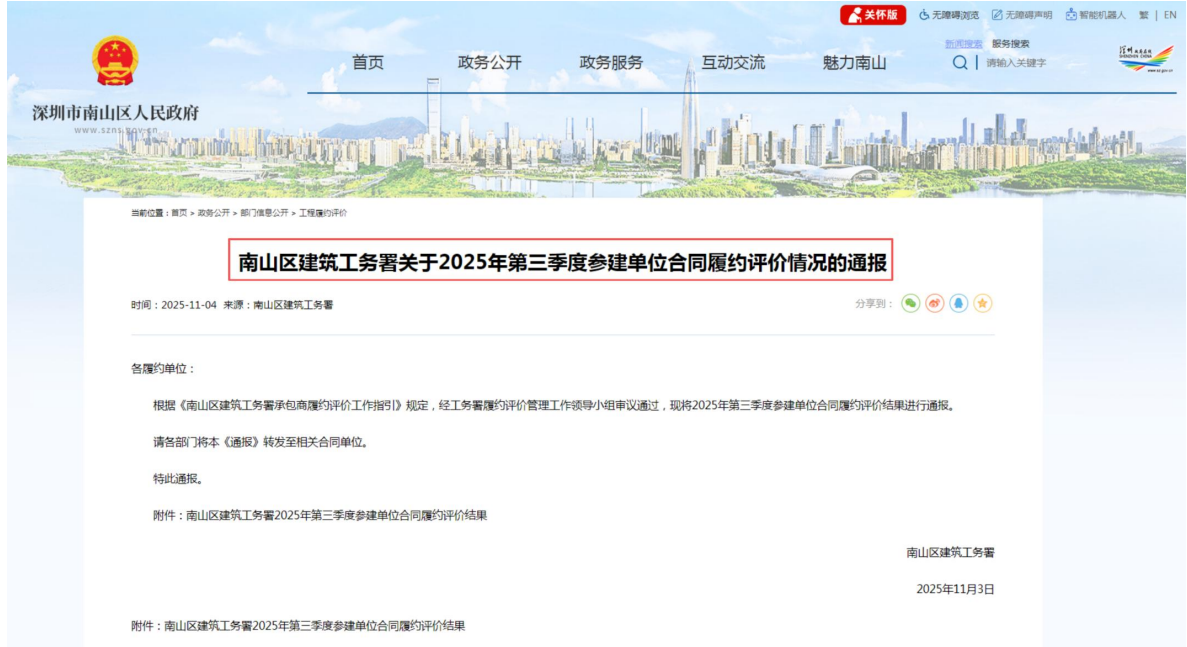 关怀版 无障碍浏览 无障碍声明 智能机器人 繁 | EN
新闻搜索 服务搜索
首页 政务公开 政务服务 互动交流 魅力南山 请输入关键字
深圳市南山区人民政府
www.szns.gov.cn
当前位置：首页 > 政务公开 > 部门信息公开 > 工程履约评价
南山区建筑工务署关于2025年第三季度参建单位合同履约评价情况的通报
时间：2025-11-04 来源：南山区建筑工务署 分享到：
各履约单位：
根据《南山区建筑工务署承包商履约评价工作指引》规定，经工务署履约评价管理工作领导小组审议通过，现将2025年第三季度参建单位合同履约评价结果进行通报。
请各部门将本《通报》转发至相关合同单位。
特此通报。
附件：南山区建筑工务署2025年第三季度参建单位合同履约评价结果
南山区建筑工务署
2025年11月3日
附件：南山区建筑工务署2025年第三季度参建单位合同履约评价结果